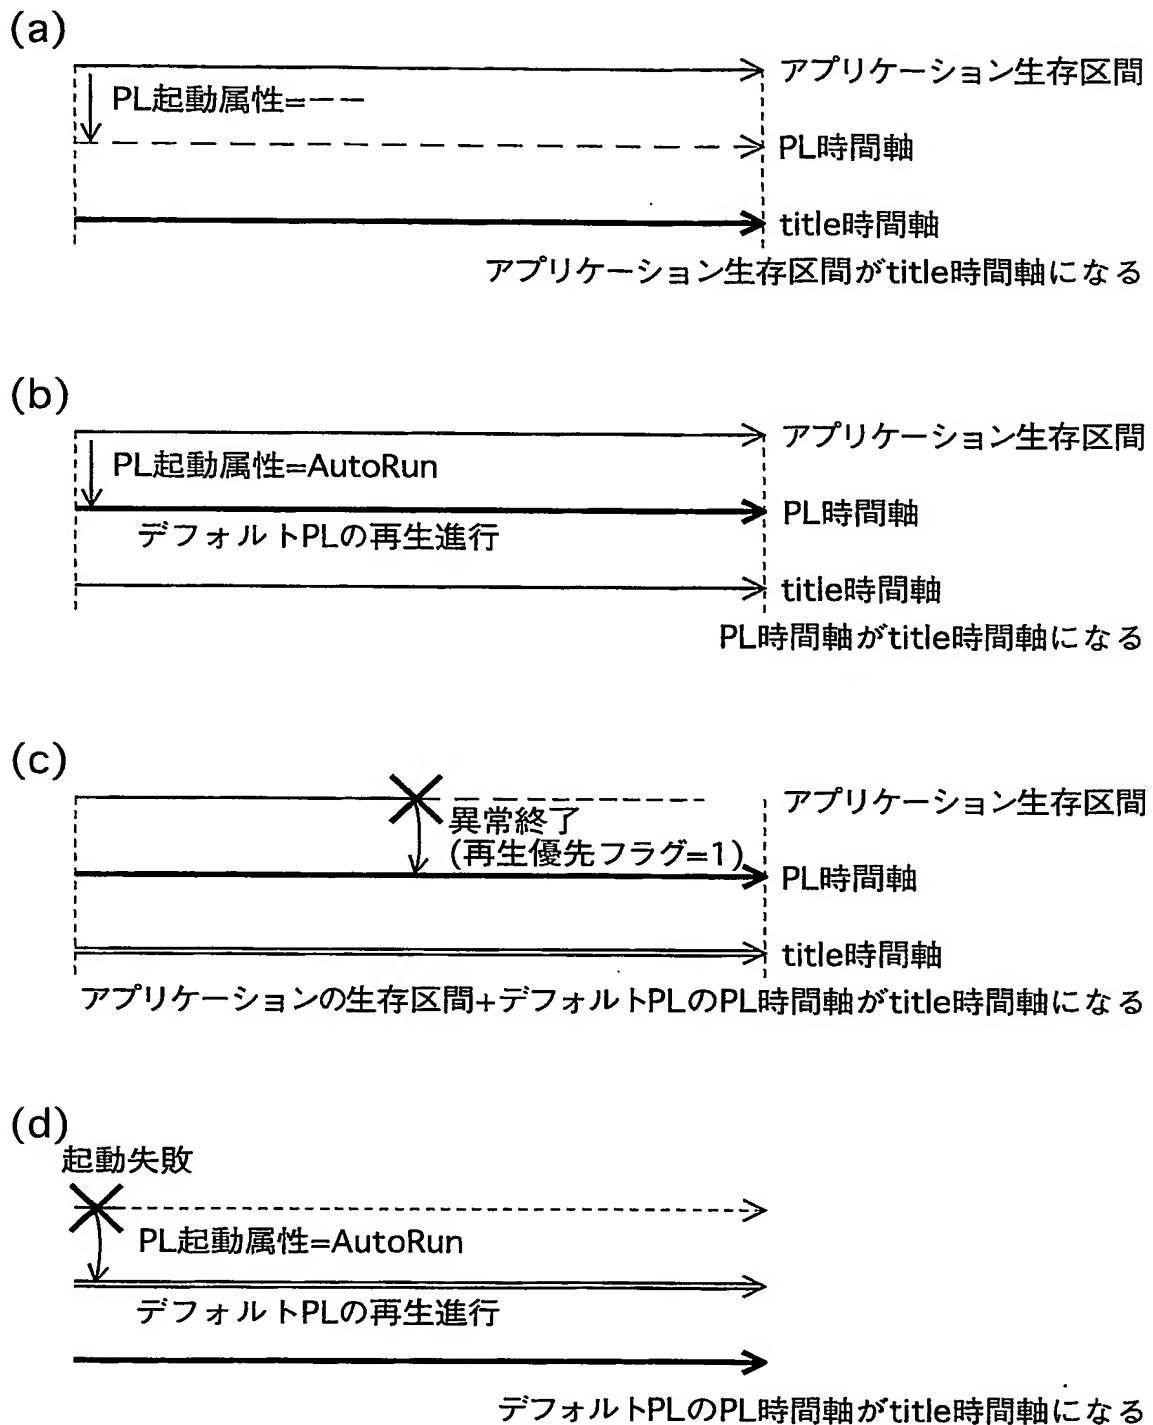 (a)
アプリケーション生存区間
PL起動属性=ーー
PL時間軸
title時間軸
アプリケーション生存区間がtitle時間軸になる
(b)
アプリケーション生存区間
PL起動属性=AutoRun
PL時間軸
デフォルトPLの再生進行
title時間軸
PL時間軸がtitle時間軸になる
(c)
アプリケーション生存区間
異常終了
(再生優先フラグ=1)
PL時間軸
title時間軸
アプリケーションの生存区間+デフォルトPLのPL時間軸がtitle時間軸になる
(d)
起動失敗
PL起動属性=AutoRun
デフォルトPLの再生進行
デフォルトPLのPL時間軸がtitle時間軸になる